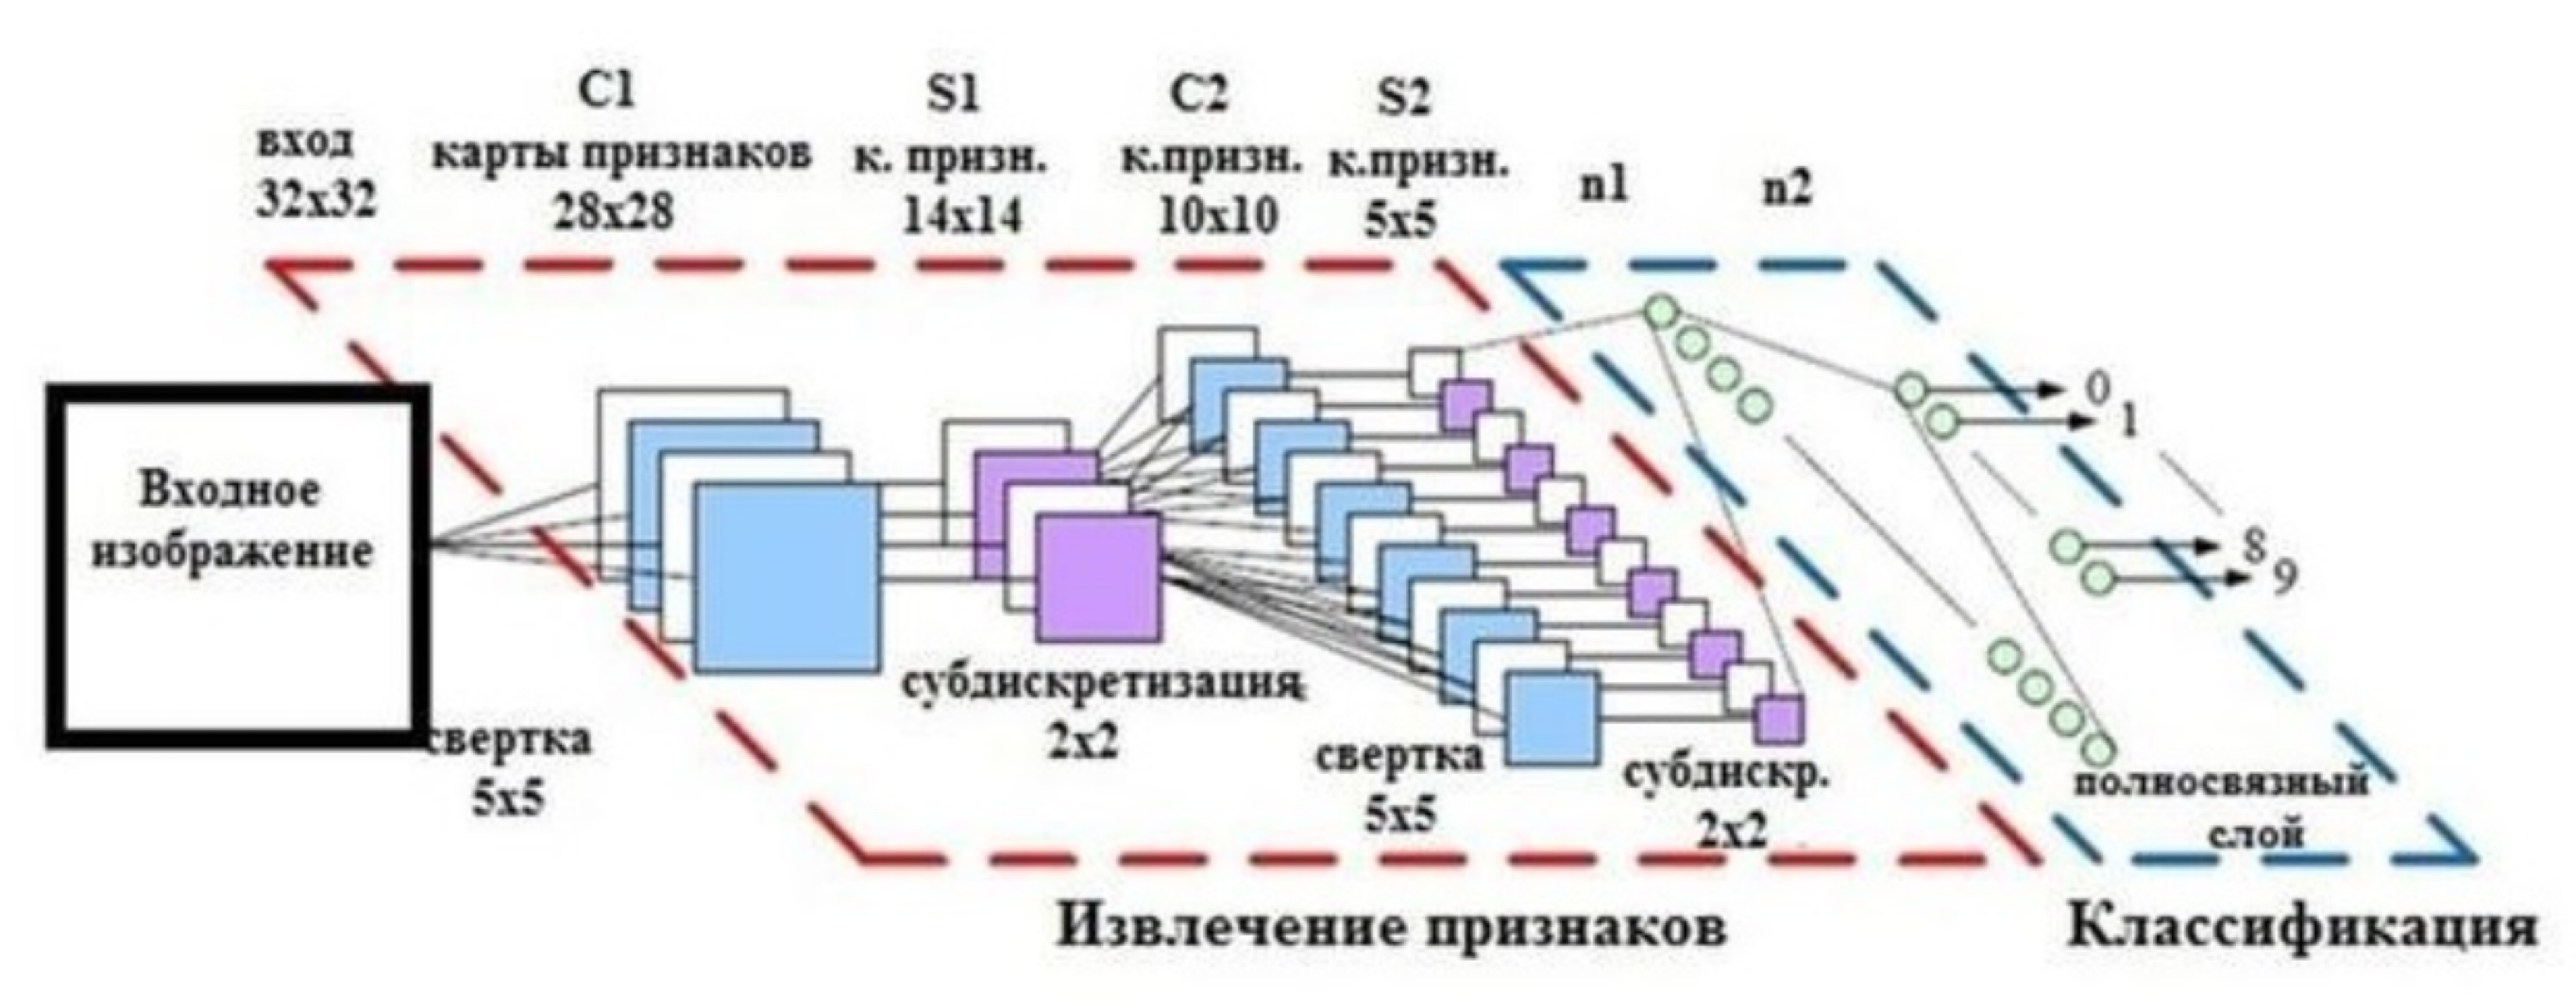 вход
32x32
C1
карты признаков
28x28
S1
к. призн.
14x14
C2
к.призн.
10x10
S2
к.призн.
5x5
n1
n2
Входное
изображение
свертка
5x5
субдискретизация
2x2
свертка
5x5
субдискр.
2x2
0
1
8
9
полносвязный
слой
Извлечение признаков
Классификация